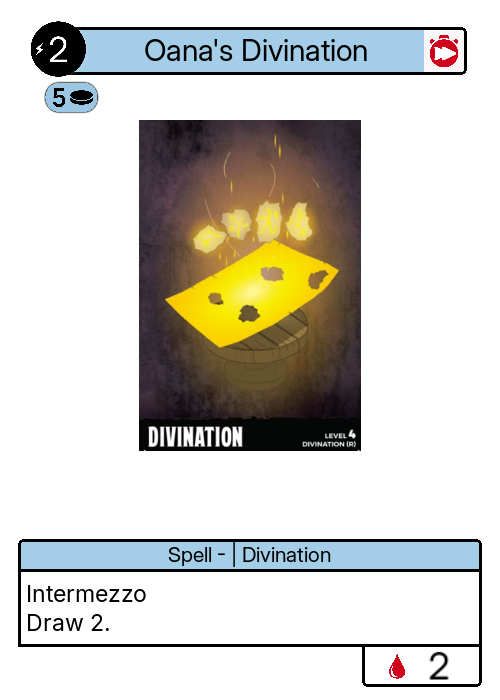 2
Oana's Divination
5
DIVINATION
LEVEL 4
DIVINATION (R)
Spell - | Divination
Intermezzo
Draw 2.
2